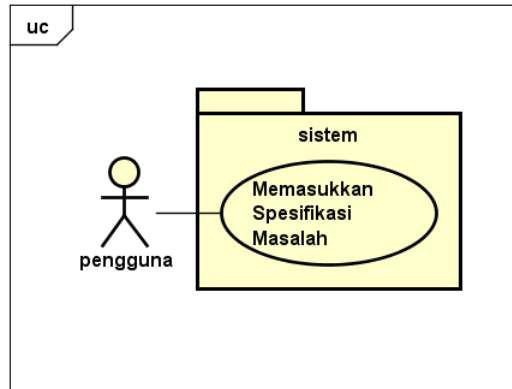 uc
sistem
Memasukkan
Spesifikasi
Masalah
pengguna